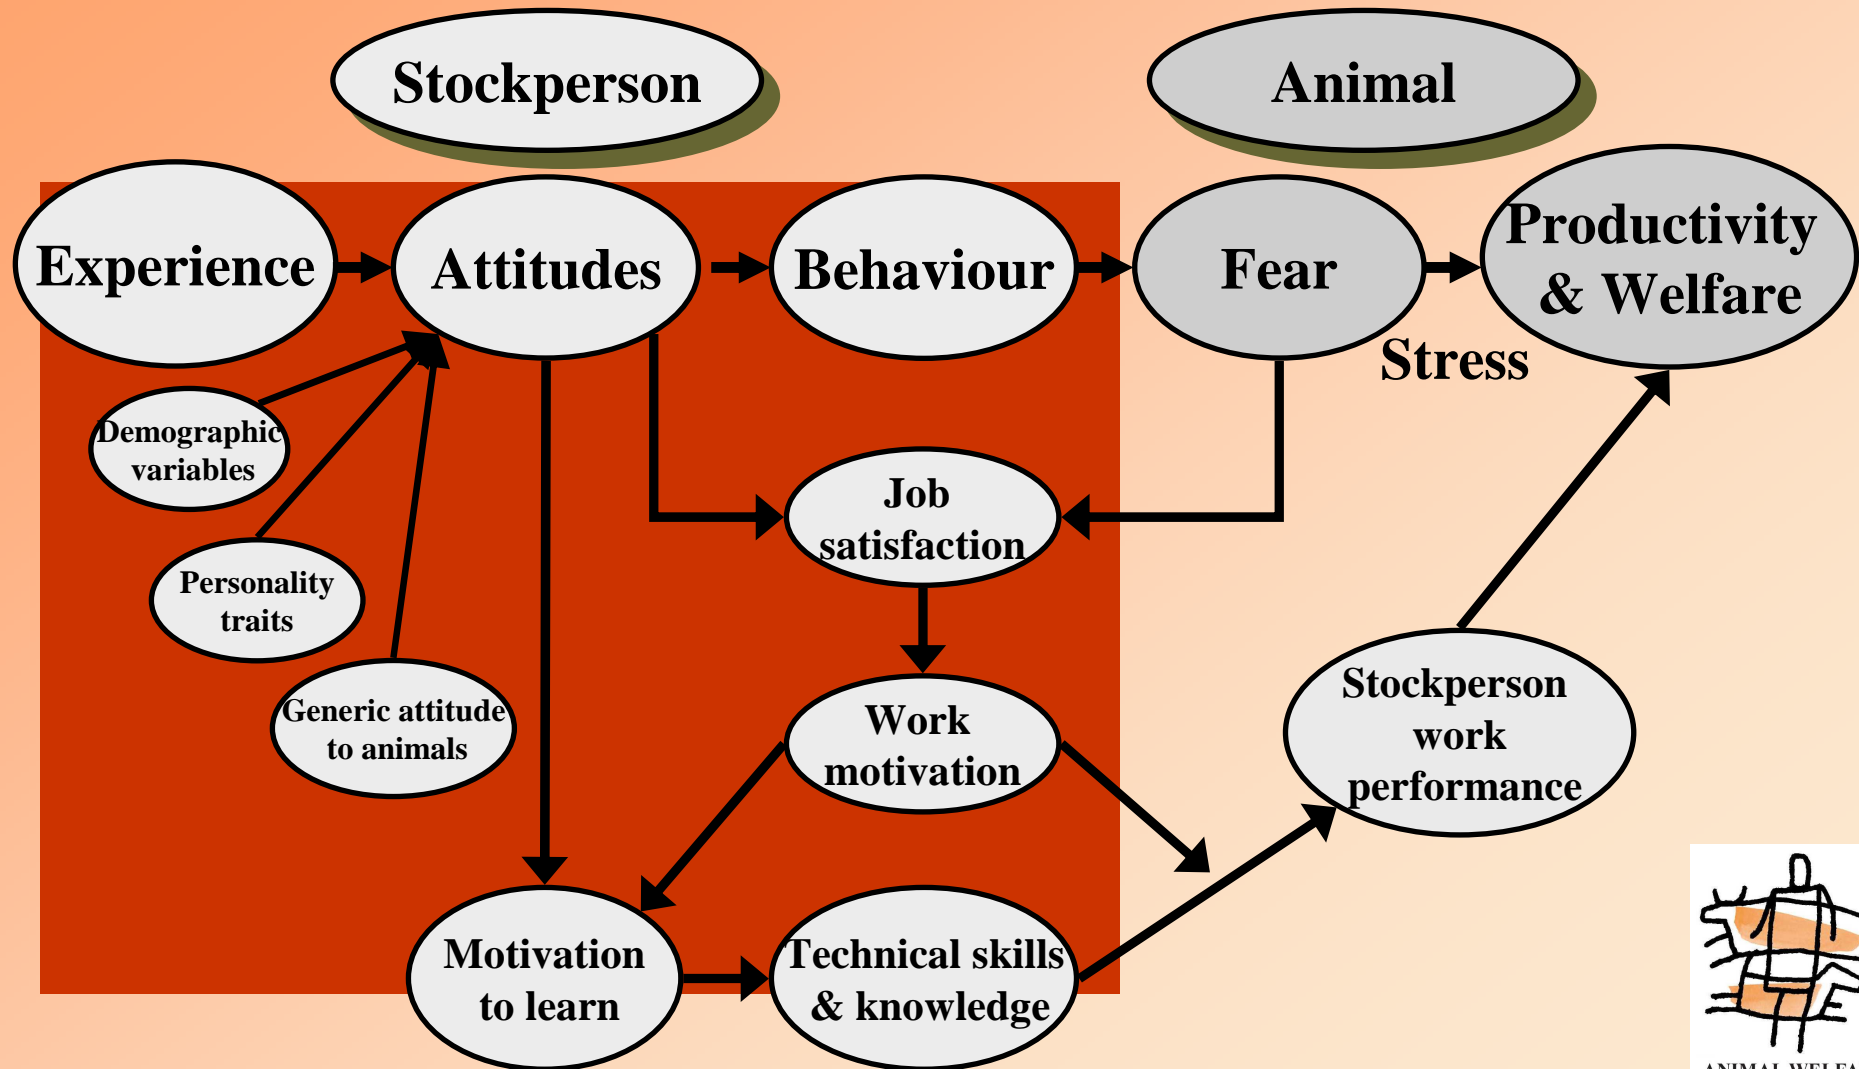 Stockperson
Animal
Experience
Attitudes
Behaviour
Fear
Productivity
& Welfare
Stress
Demographic
variables
Personality
traits
Generic attitude
to animals
Job
satisfaction
Work
motivation
Stockperson
work
performance
Motivation
to learn
Technical skills
& knowledge
ANIMAL